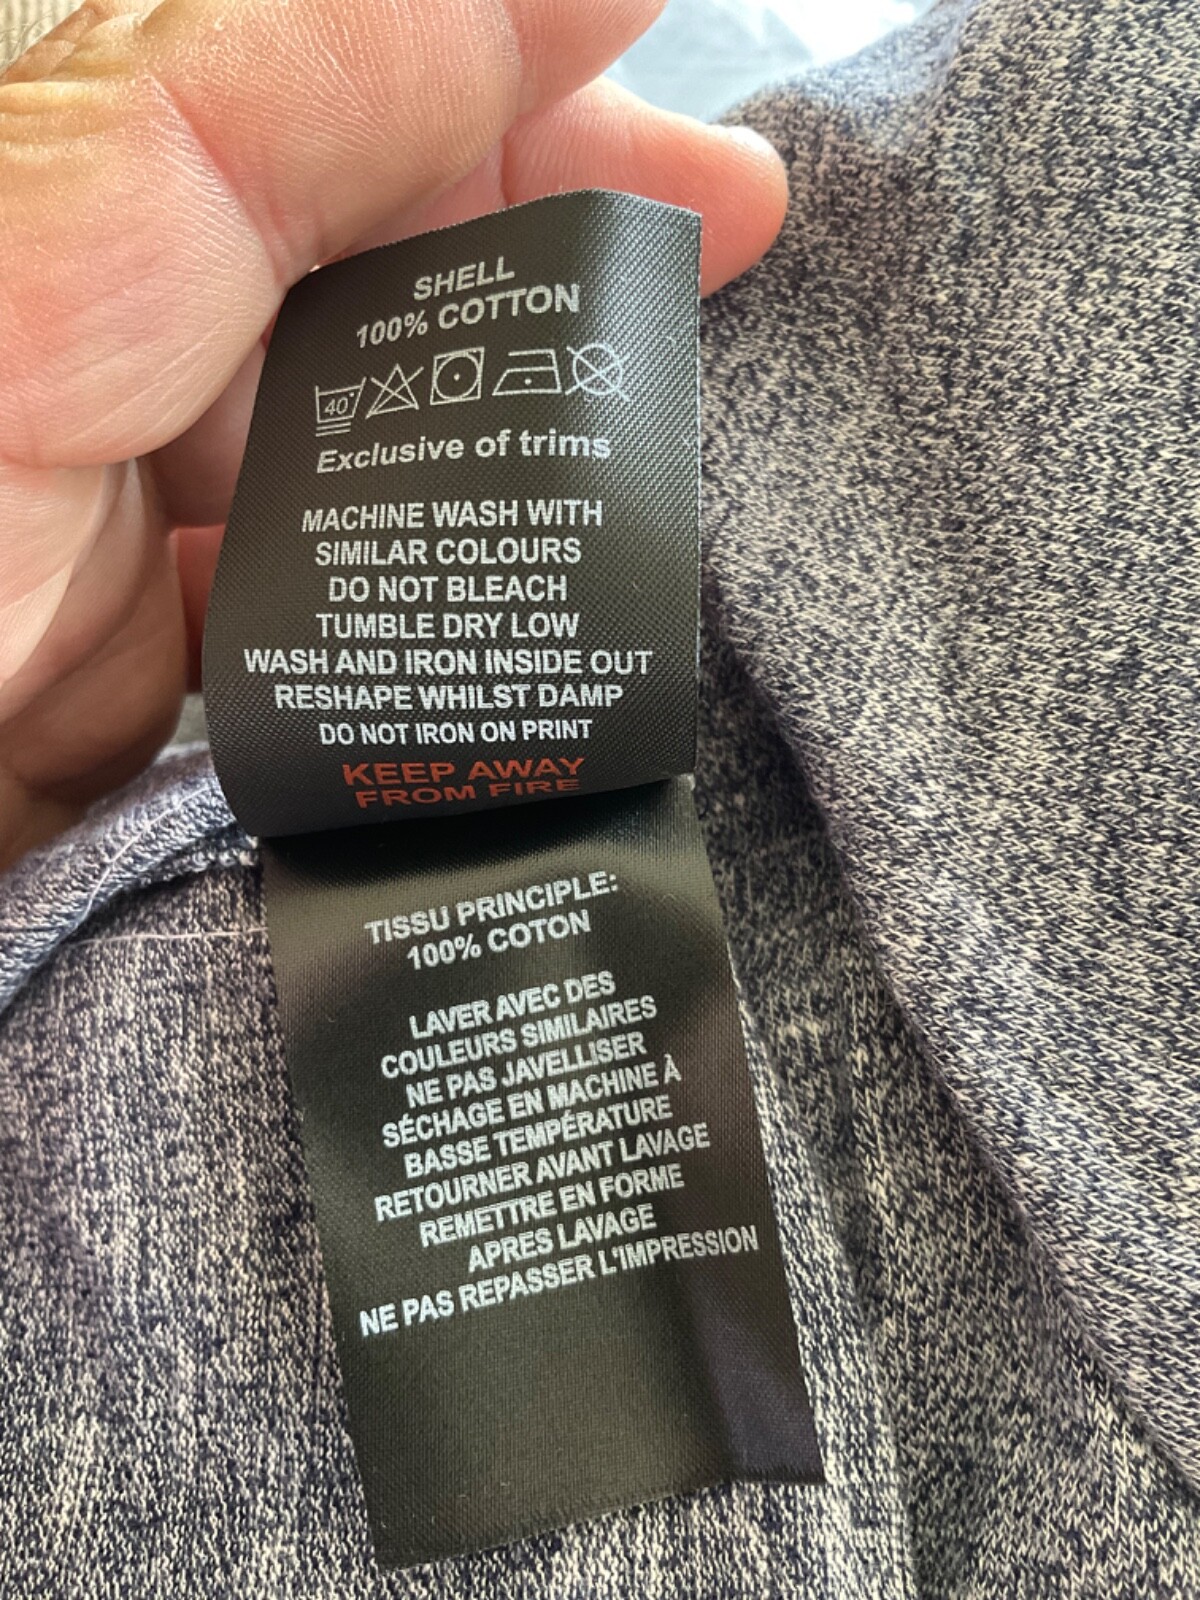 SHELL
100% COTTON
40°
Exclusive of trims
MACHINE WASH WITH
SIMILAR COLOURS
DO NOT BLEACH
TUMBLE DRY LOW
WASH AND IRON INSIDE OUT
RESHAPE WHILST DAMP
DO NOT IRON ON PRINT
KEEP AWAY
FROM FIRE
TISSU PRINCIPLE:
100% COTON
LAVER AVEC DES
COULEURS SIMILAIRES
NE PAS JAVELLISER
SÉCHAGE EN MACHINE À
BASSE TEMPÉRATURE
RETOURNER AVANT LAVAGE
REMETTRE EN FORME
APRES LAVAGE
NE PAS REPASSER L'IMPRESSION